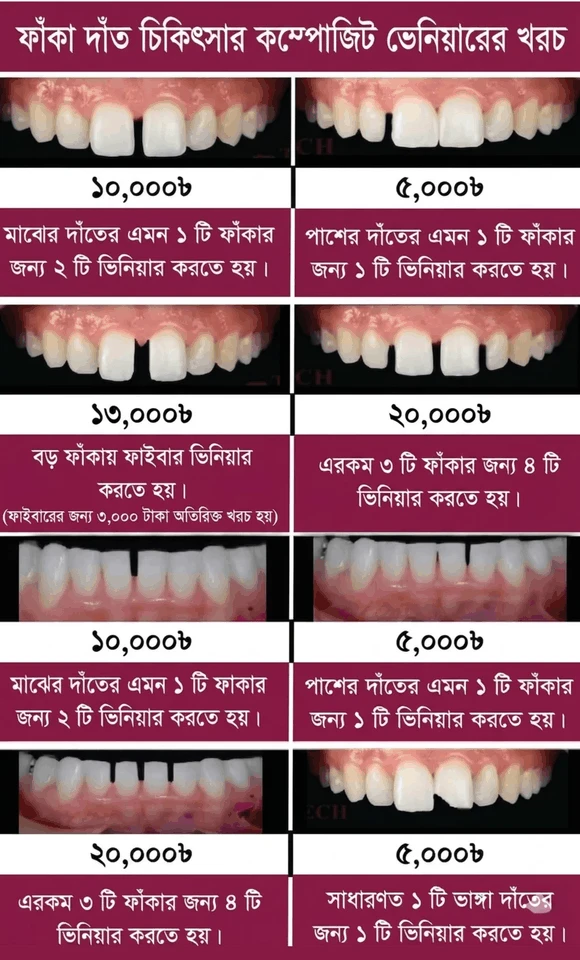 ফাঁকা দাঁত চিকিৎসার কম্পোজিট ভেনিয়ারের খরচ
১০,০০০৳
মাঝের দাঁতের এমন ১ টি ফাঁকার
জন্য ২ টি ভিনিয়ার করতে হয়।
CH
৫,০০০৳
পাশের দাঁতের এমন ১ টি ফাঁকার
জন্য ১ টি ভিনিয়ার করতে হয়।
১৩,০০০৳
বড় ফাঁকায় ফাইবার ভিনিয়ার
করতে হয়।
(ফাইবারের জন্য ৩,০০০ টাকা অতিরিক্ত খরচ হয়)
CH
২০,০০০৳
এরকম ৩ টি ফাঁকার জন্য ৪ টি
ভিনিয়ার করতে হয়।
১০,০০০৳
মাঝের দাঁতের এমন ১ টি ফাকার
জন্য ২ টি ভিনিয়ার করতে হয়।
৫,০০০৳
পাশের দাঁতের এমন ১ টি ফাঁকার
জন্য ১ টি ভিনিয়ার করতে হয়।
২০,০০০৳
এরকম ৩ টি ফাঁকার জন্য ৪ টি
ভিনিয়ার করতে হয়।
ECH
৫,০০০৳
সাধারণত ১ টি ভাঙ্গা দাঁতের
জন্য ১ টি ভিনিয়ার করতে হয়।